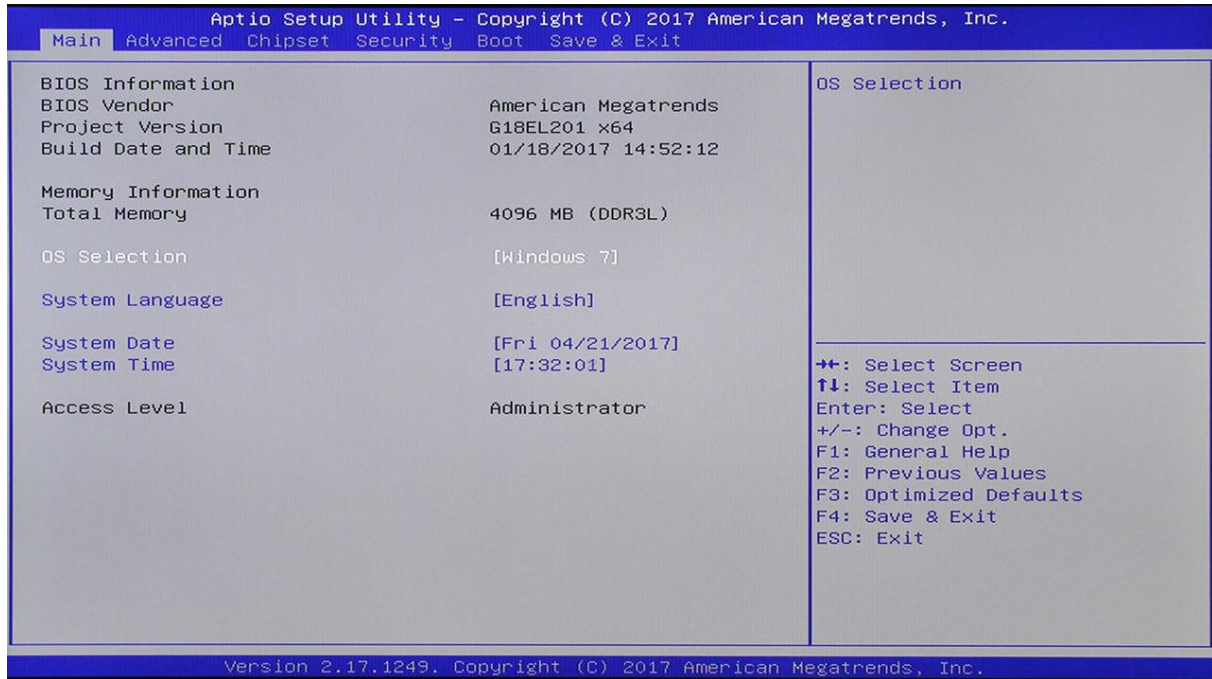 Aptio Setup Utility – Copyright (C) 2017 American Megatrends, Inc.
Main Advanced Chipset Security Boot Save & Exit
BIOS Information
BIOS Vendor American Megatrends
Project Version G18EL201 x64
Build Date and Time 01/18/2017 14:52:12
Memory Information
Total Memory 4096 MB (DDR3L)
OS Selection [Windows 7]
System Language [English]
System Date [Fri 04/21/2017]
System Time [17:32:01]
Access Level Administrator
OS Selection
→←: Select Screen
↑↓: Select Item
Enter: Select
+/-: Change Opt.
F1: General Help
F2: Previous Values
F3: Optimized Defaults
F4: Save & Exit
ESC: Exit
Version 2.17.1249. Copyright (C) 2017 American Megatrends, Inc.